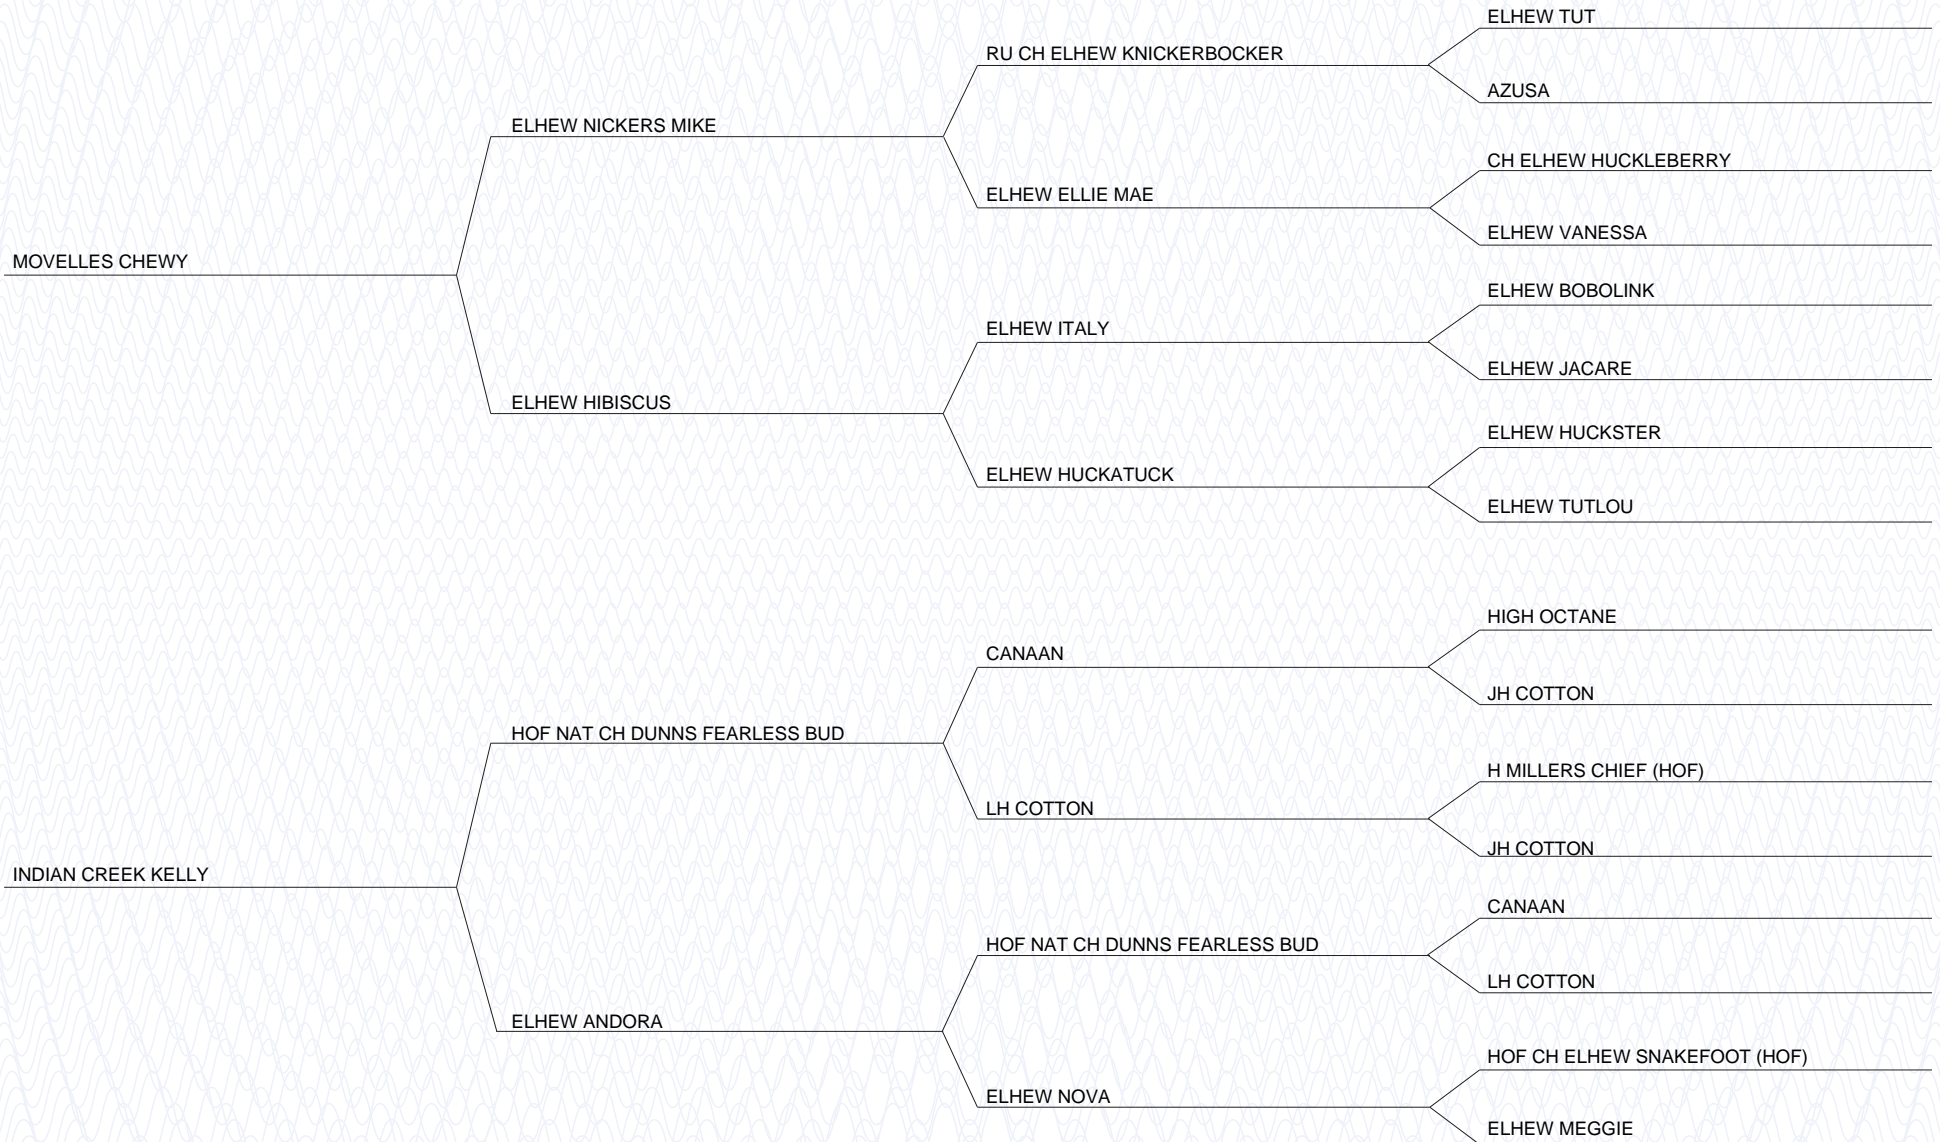 ELHEW TUT
RU CH ELHEW KNICKERBOCKER
AZUSA
ELHEW NICKERS MIKE
CH ELHEW HUCKLEBERRY
ELHEW ELLIE MAE
ELHEW VANESSA
MOVELLES CHEWY
ELHEW BOBOLINK
ELHEW ITALY
ELHEW JACARE
ELHEW HIBISCUS
ELHEW HUCKSTER
ELHEW HUCKATUCK
ELHEW TUTLOU
HIGH OCTANE
CANAAN
JH COTTON
HOF NAT CH DUNNS FEARLESS BUD
H MILLERS CHIEF (HOF)
LH COTTON
JH COTTON
INDIAN CREEK KELLY
CANAAN
HOF NAT CH DUNNS FEARLESS BUD
LH COTTON
ELHEW ANDORA
HOF CH ELHEW SNAKEFOOT (HOF)
ELHEW NOVA
ELHEW MEGGIE